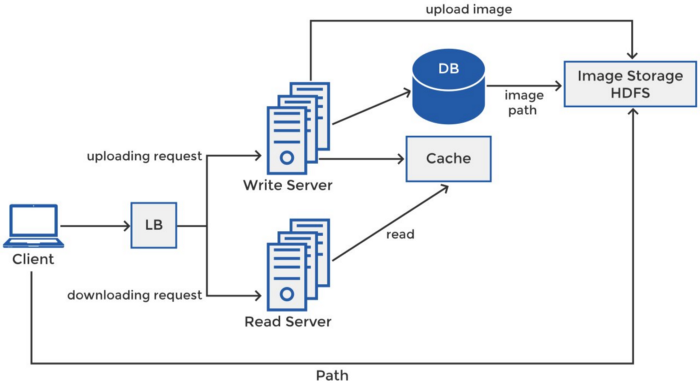 upload image
DB
Image Storage
HDFS
image
path
uploading request
Cache
Write Server
LB
read
Client
downloading request
Read Server
Path